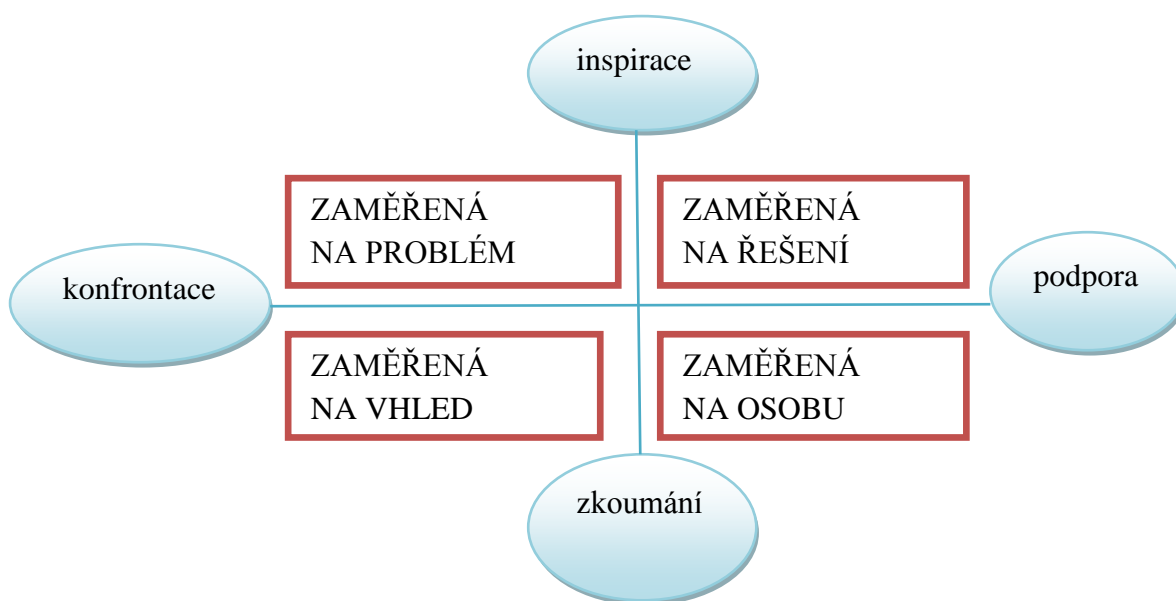 inspirace
ZAMĚŘENÁ
NA PROBLÉM
ZAMĚŘENÁ
NA ŘEŠENÍ
konfrontace
podpora
ZAMĚŘENÁ
NA VHLED
ZAMĚŘENÁ
NA OSOBU
zkoumání